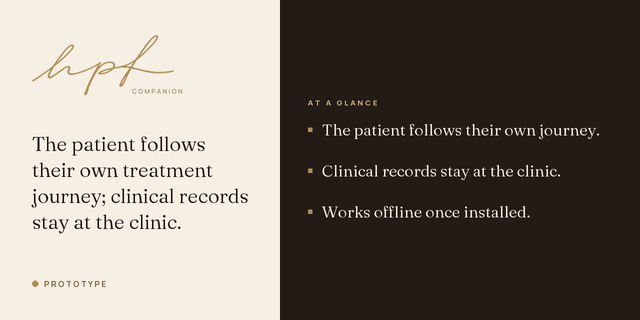 hpf
COMPANION
The patient follows
their own treatment
journey; clinical records
stay at the clinic.
PROTOTYPE
AT A GLANCE
The patient follows their own journey.
Clinical records stay at the clinic.
Works offline once installed.